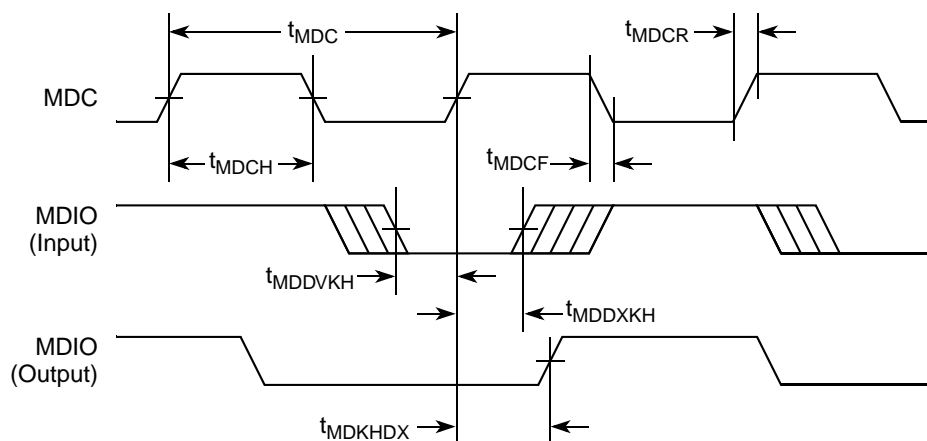 tMDC
tMDCR
MDC
tMDCH
tMDCF
MDIO
(Input)
tMDDVKH
tMDDXKH
MDIO
(Output)
tMDKHDX